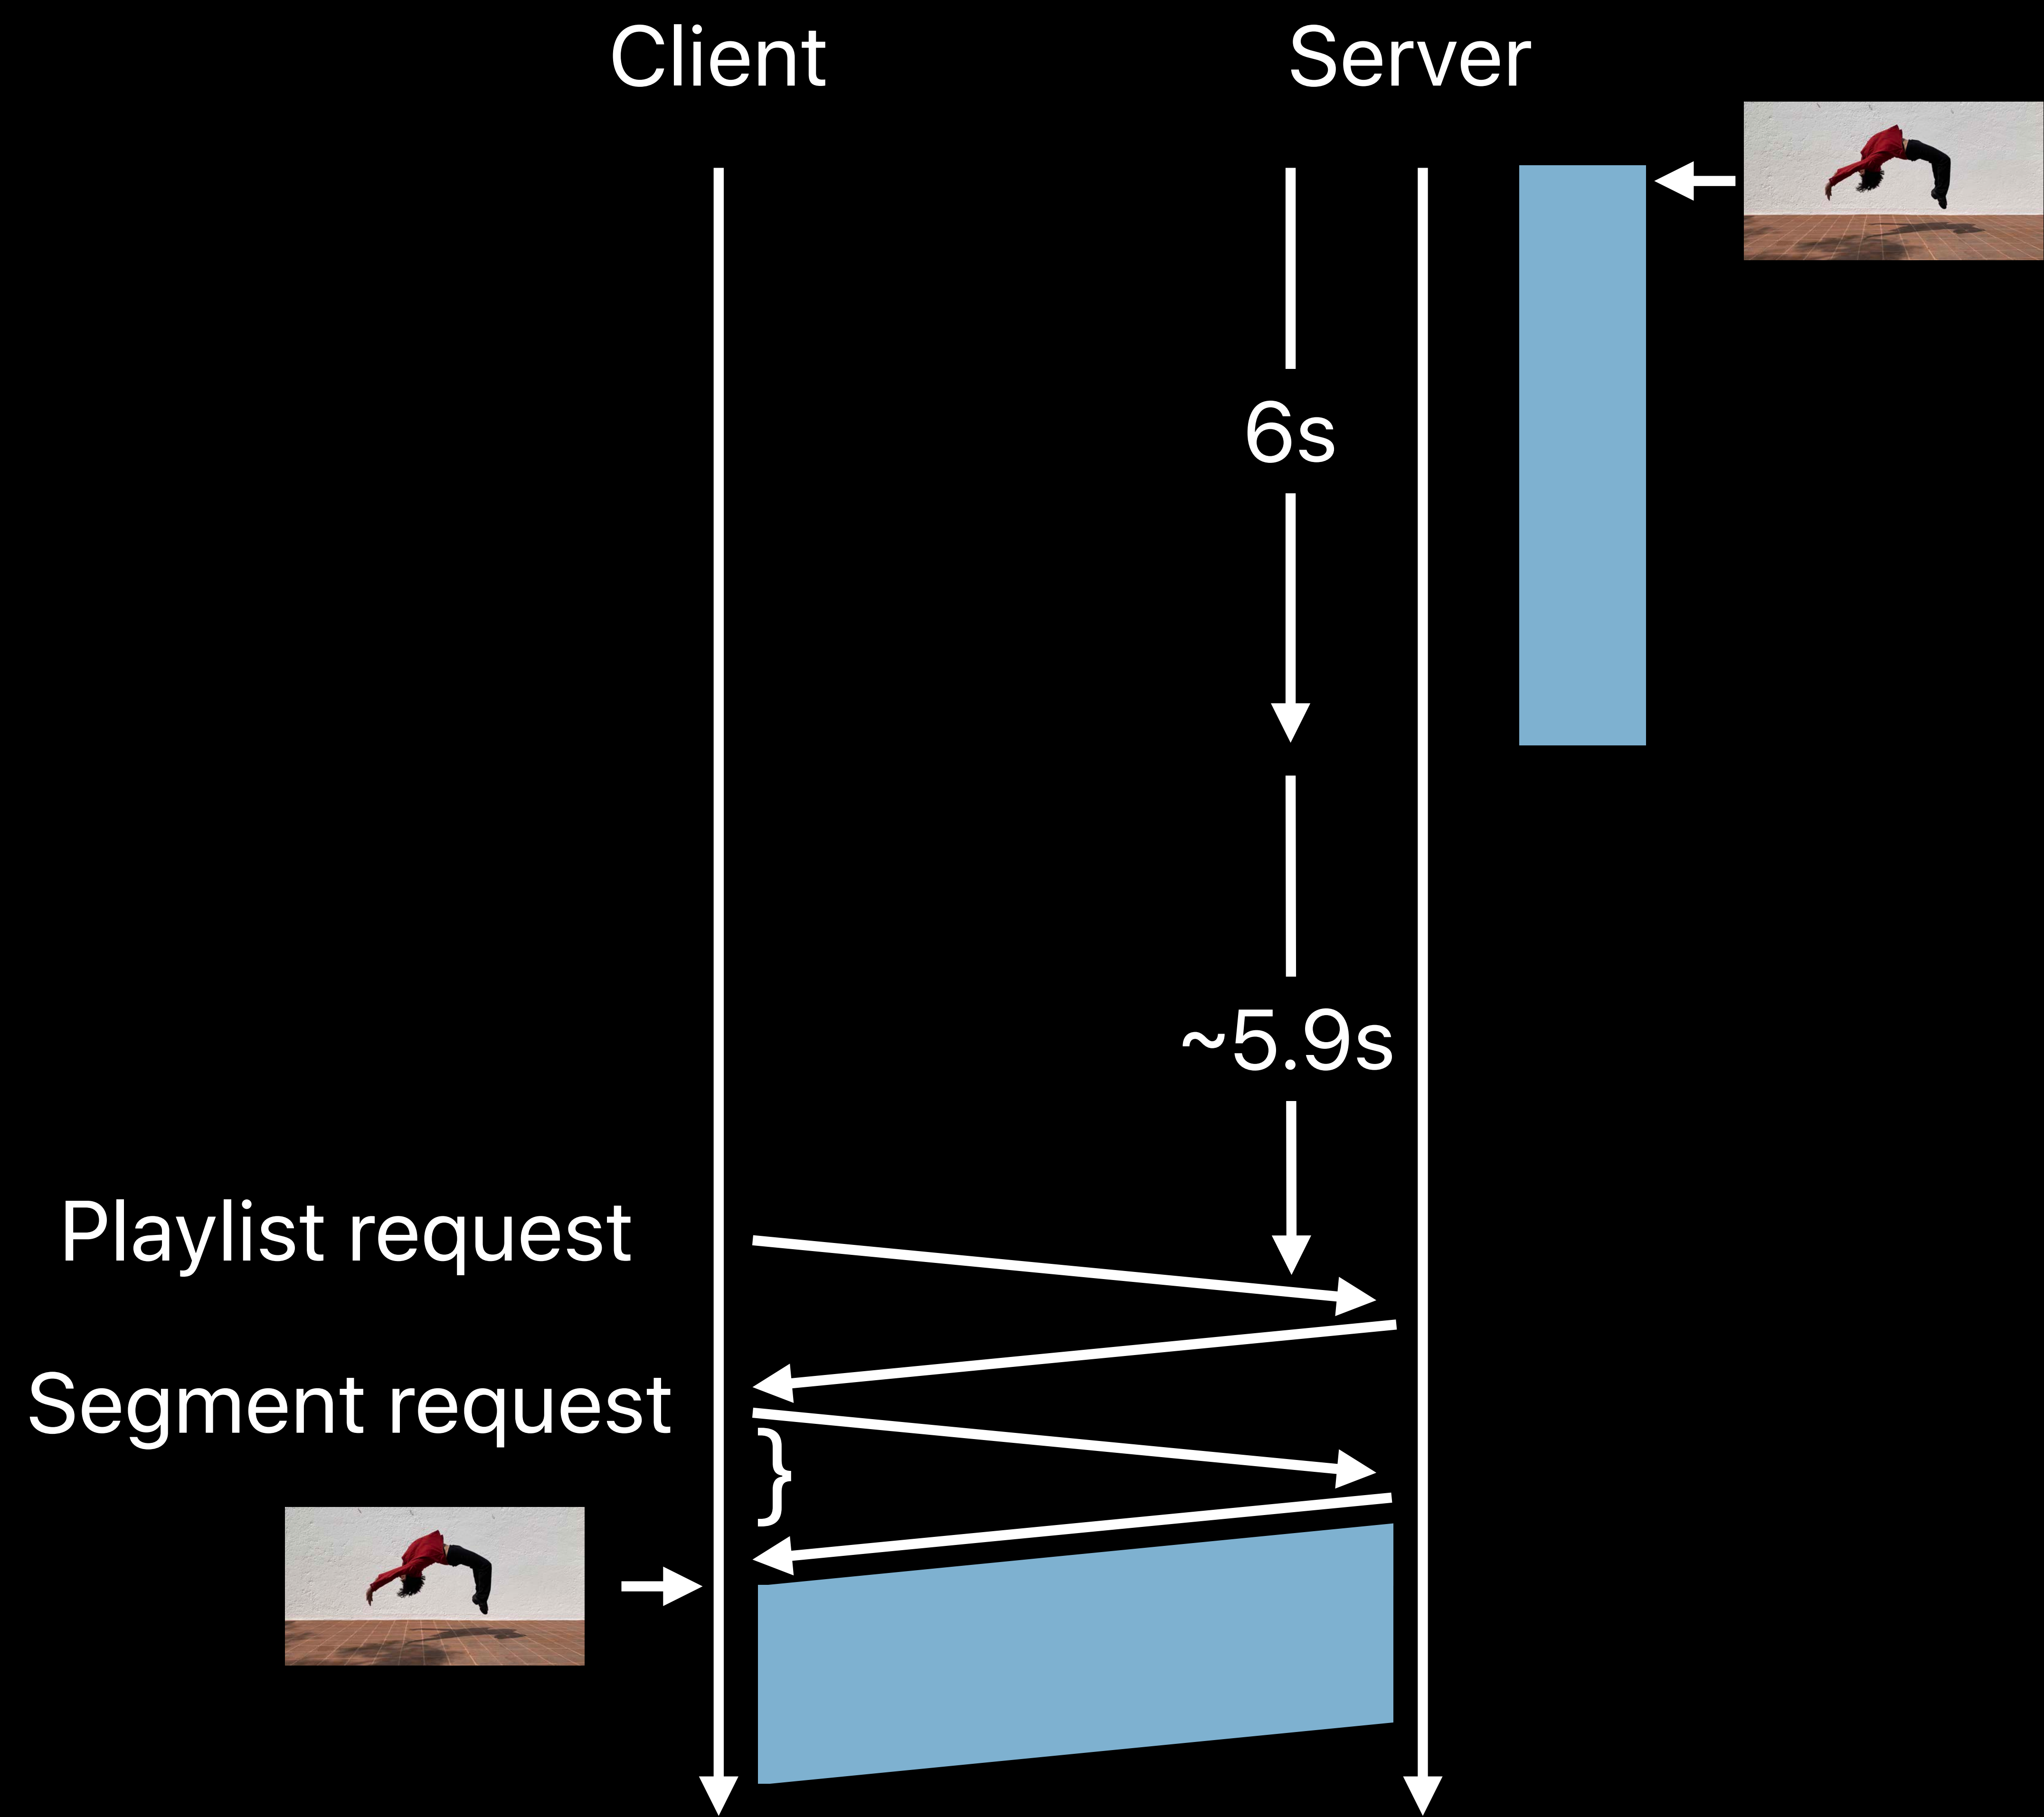 Client
Server
6s
~5.9s
Playlist request
Segment request
}